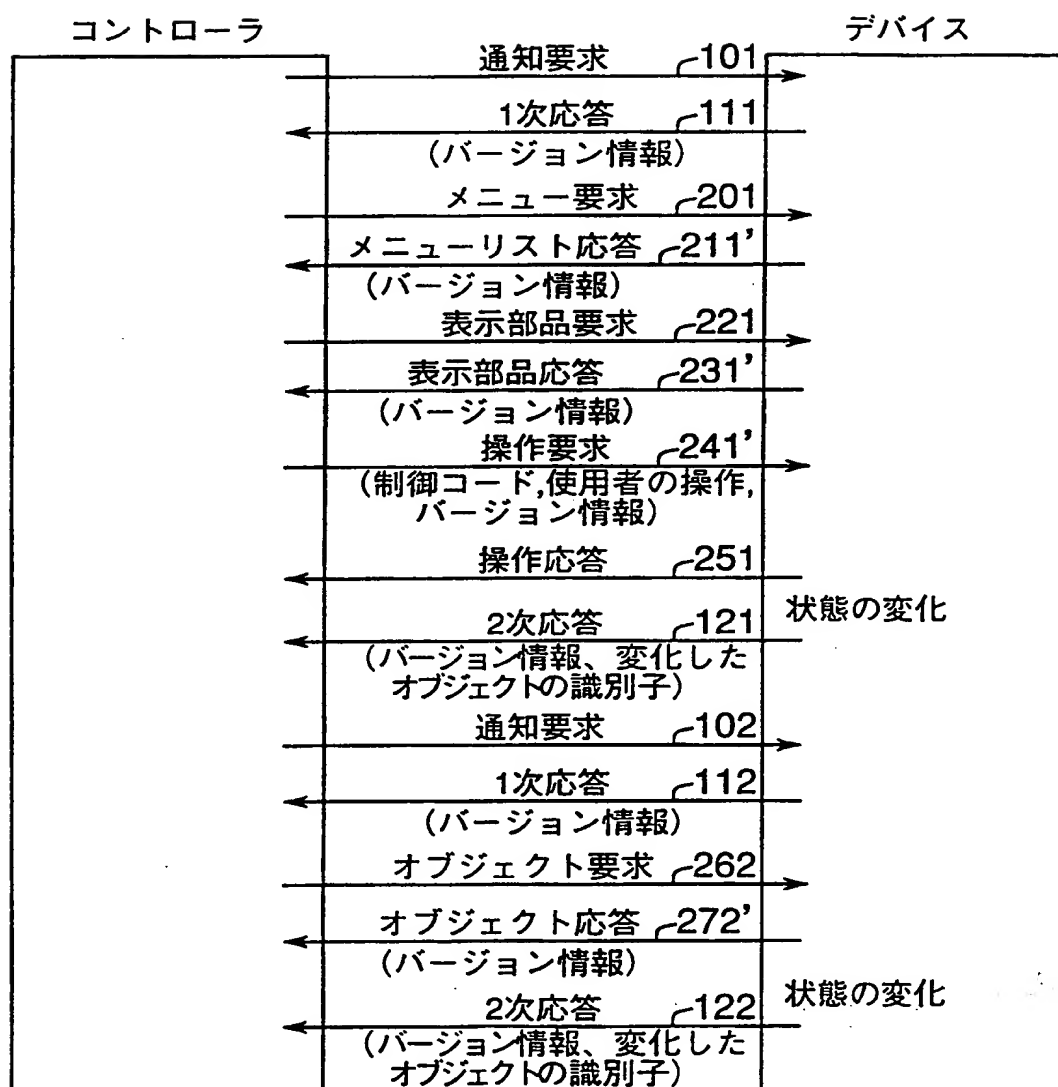 コントローラ
デバイス
通知要求 101
1次応答 111
(バージョン情報)
メニュー要求 201
メニューリスト応答 211'
(バージョン情報)
表示部品要求 221
表示部品応答 231'
(バージョン情報)
操作要求 241'
(制御コード,使用者の操作,
バージョン情報)
操作応答 251
状態の変化
2次応答 121
(バージョン情報、変化した
オブジェクトの識別子)
通知要求 102
1次応答 112
(バージョン情報)
オブジェクト要求 262
オブジェクト応答 272'
(バージョン情報)
状態の変化
2次応答 122
(バージョン情報、変化した
オブジェクトの識別子)